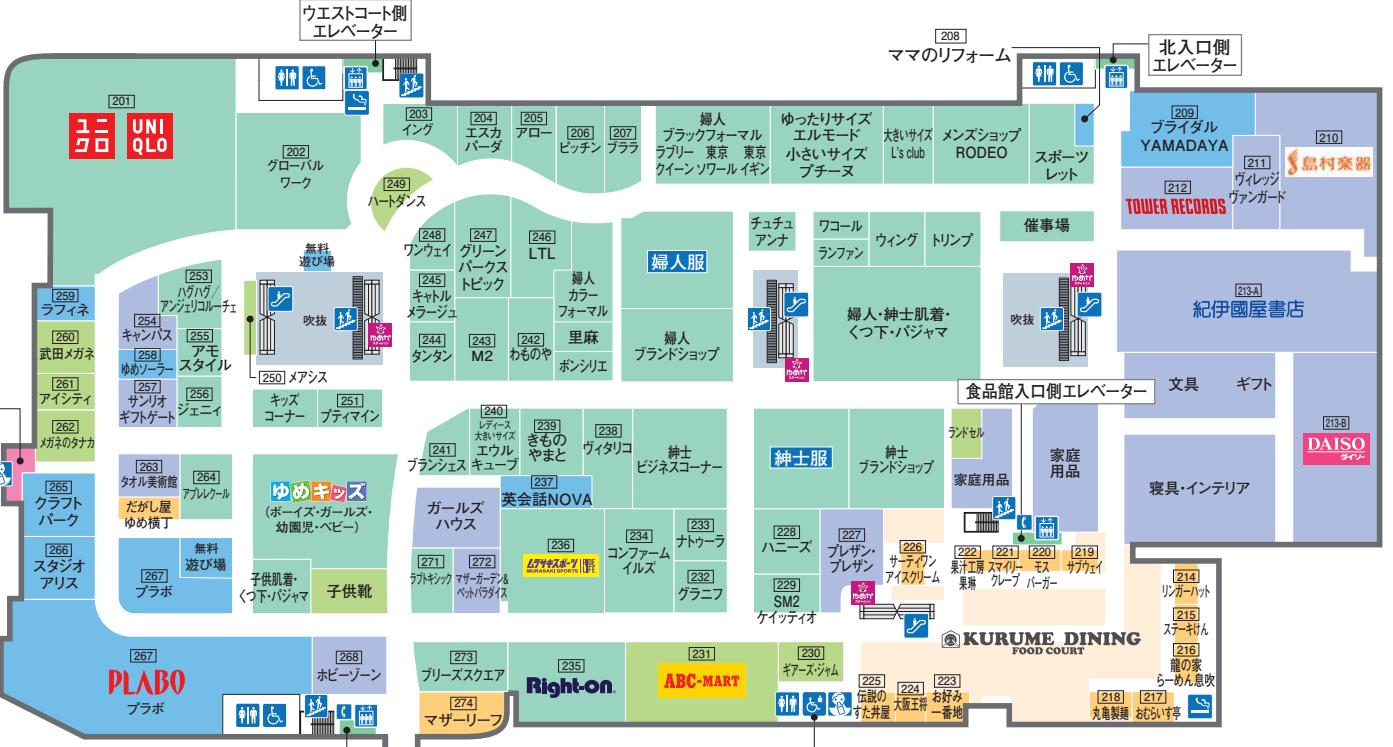 ウエストコート側
エレベーター
208
ママのリフォーム
北入口側
エレベーター
201
ユニ
クロ
UNI
QLO
202
グローバル
ワーク
203
イング
204
エスカ
パーダ
205
アロー
206
ピッチン
207
ブララ
婦人
ブラックフォーマル
ラブリー 東京 東京
クイーン ソワール イギン
ゆったりサイズ
エルモード
小さいサイズ
プチーヌ
大きいサイズ
L's club
メンズショップ
RODEO
スポーツ
レット
209
ブライダル
YAMADAYA
210
島村楽器
211
ヴィレッジ
ヴァンガード
212
TOWER RECORDS
249
ハートダンス
248
ワンウェイ
247
グリーン
パークス
トピック
246
LTL
245
キャトル
メラージュ
244
タンタン
243
M2
242
わものや
婦人
カラー
フォーマル
里麻
ボンシリエ
婦人服
婦人
ブランドショップ
チュチュ
アンナ
ワコール
ランファン
ウィング
トリンプ
催事場
婦人・紳士肌着・
くつ下・パジャマ
吹抜
213-A
紀伊國屋書店
文具
ギフト
213-B
DAISO
ダイソー
寝具・インテリア
無料
遊び場
吹抜
253
ハグハグ/
アンジェリコルーチェ
254
キャンパス
255
アモ
スタイル
256
ジェニィ
257
サンリオ
ギフトゲート
258
ゆめソーラー
259
ラフィネ
260
武田メガネ
261
アイシティ
262
メガネのタナカ
250 メアシス
キッズ
コーナー
251
プティマイン
食品館入口側エレベーター
241
ブランシェス
240
レディース
大きいサイズ
エウル
キューブ
239
きもの
やまと
238
ヴィタリコ
237
英会話NOVA
紳士
ビジネスコーナー
紳士服
紳士
ブランドショップ
ランドセル
家庭用品
家庭
用品
263
タオル美術館
264
アプレレクール
だがし屋
ゆめ横丁
265
クラフト
パーク
266
スタジオ
アリス
267
プラボ
無料
遊び場
ゆめキッズ
(ボーイズ・ガールズ・
幼園児・ベビー)
子供肌着・
くつ下・パジャマ
子供靴
ガールズ
ハウス
271
ラブトキシック
272
マザーガーデン&
ペットパラダイス
236
ムラサキスポーツ
MURASAKI SPORTS
234
コンファーム
イルズ
233
ナトゥーラ
232
グラニフ
228
ハニーズ
229
SM2
ケイッティオ
227
プレザン・
プレザン
226
サーティワン
アイスクリーム
222
果汁工房
果琳
221
スマイリー
クレープ
220
モス
バーガー
219
サブウェイ
214
リンガーハット
215
ステーキけん
216
龍の家
らーめん息吹
KURUME DINING
FOOD COURT
267
PLABO
プラボ
268
ホビーゾーン
273
ブリーズスクエア
274
マザーリーフ
235
Right-on
231
ABC-MART
230
ギアーズ・ジャム
225
伝説の
すた丼屋
224
大阪王将
223
お好み
一番地
218
丸亀製麺
217
おむらいす亭